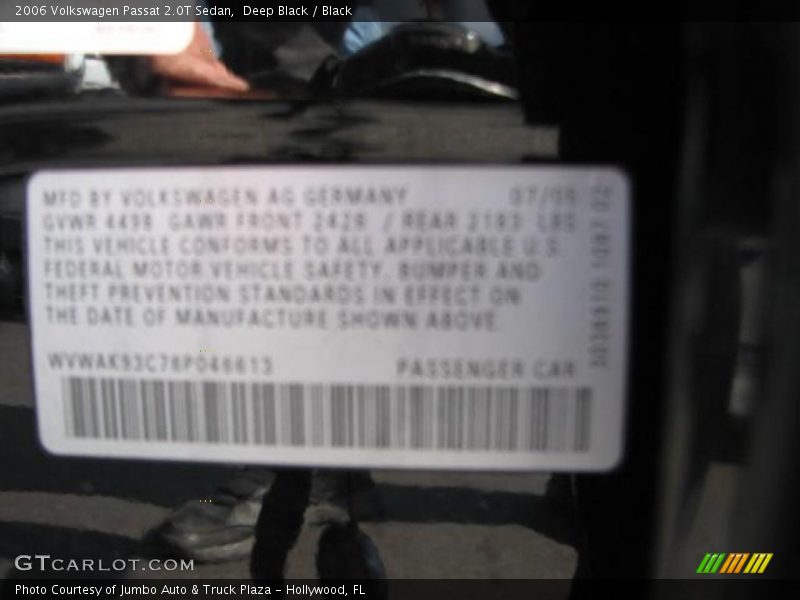 2006 Volkswagen Passat 2.0T Sedan, Deep Black / Black
MFD BY VOLKSWAGEN AG GERMANY 07/05
GVWR 4498 GAWR FRONT 2428 / REAR 2183 LBS
THIS VEHICLE CONFORMS TO ALL APPLICABLE U.S.
FEDERAL MOTOR VEHICLE SAFETY, BUMPER AND
THEFT PREVENTION STANDARDS IN EFFECT ON
THE DATE OF MANUFACTURE SHOWN ABOVE.
WVWAK93C76P046613 PASSENGER CAR
GTCARLOT.COM
Photo Courtesy of Jumbo Auto & Truck Plaza - Hollywood, FL